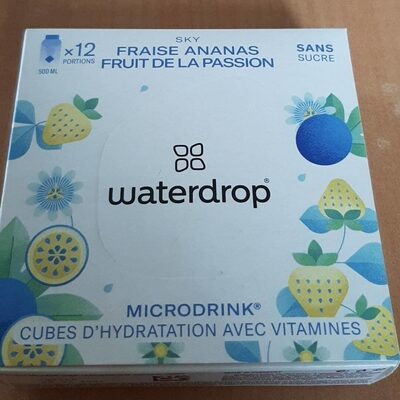 SKY
x12
PORTIONS
500 ML
FRAISE ANANAS
FRUIT DE LA PASSION
SANS
SUCRE
waterdrop®
MICRODRINK®
CUBES D'HYDRATATION AVEC VITAMINES